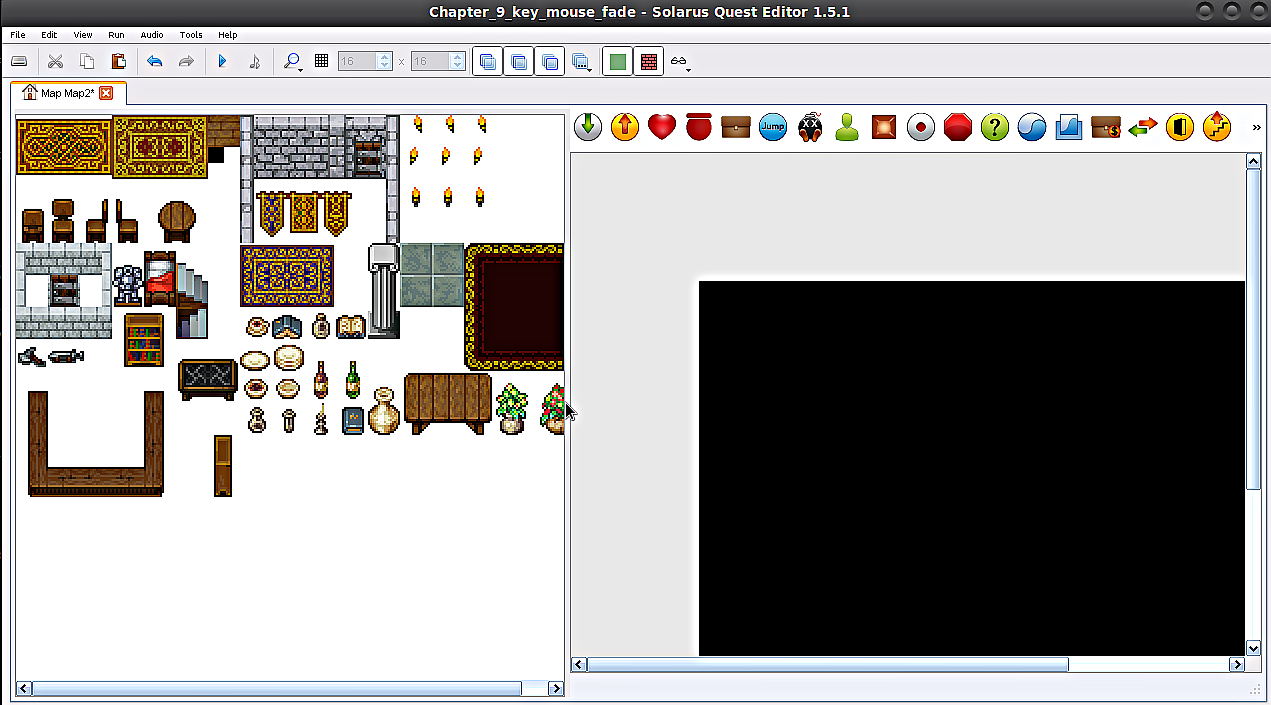 Chapter_9_key_mouse_fade - Solarus Quest Editor 1.5.1
File Edit View Run Audio Tools Help
16 x 16
Map Map2*
Jump ? $ »